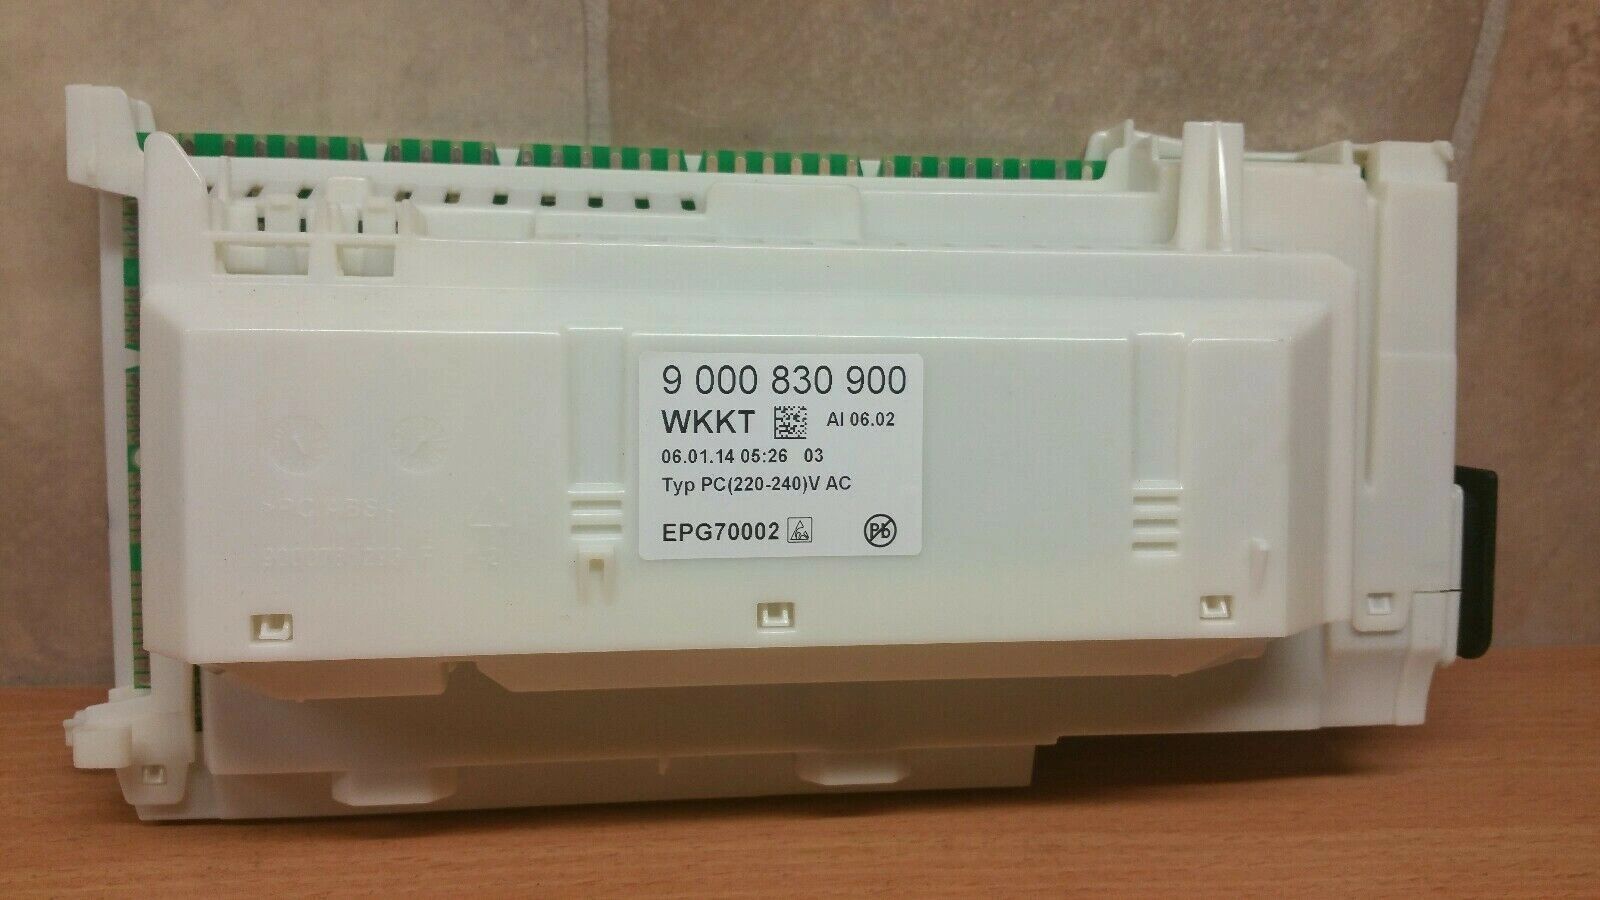 9 000 830 900
WKKT AI 06.02
06.01.14 05:26 03
Typ PC(220-240)V AC
EPG70002 Pb